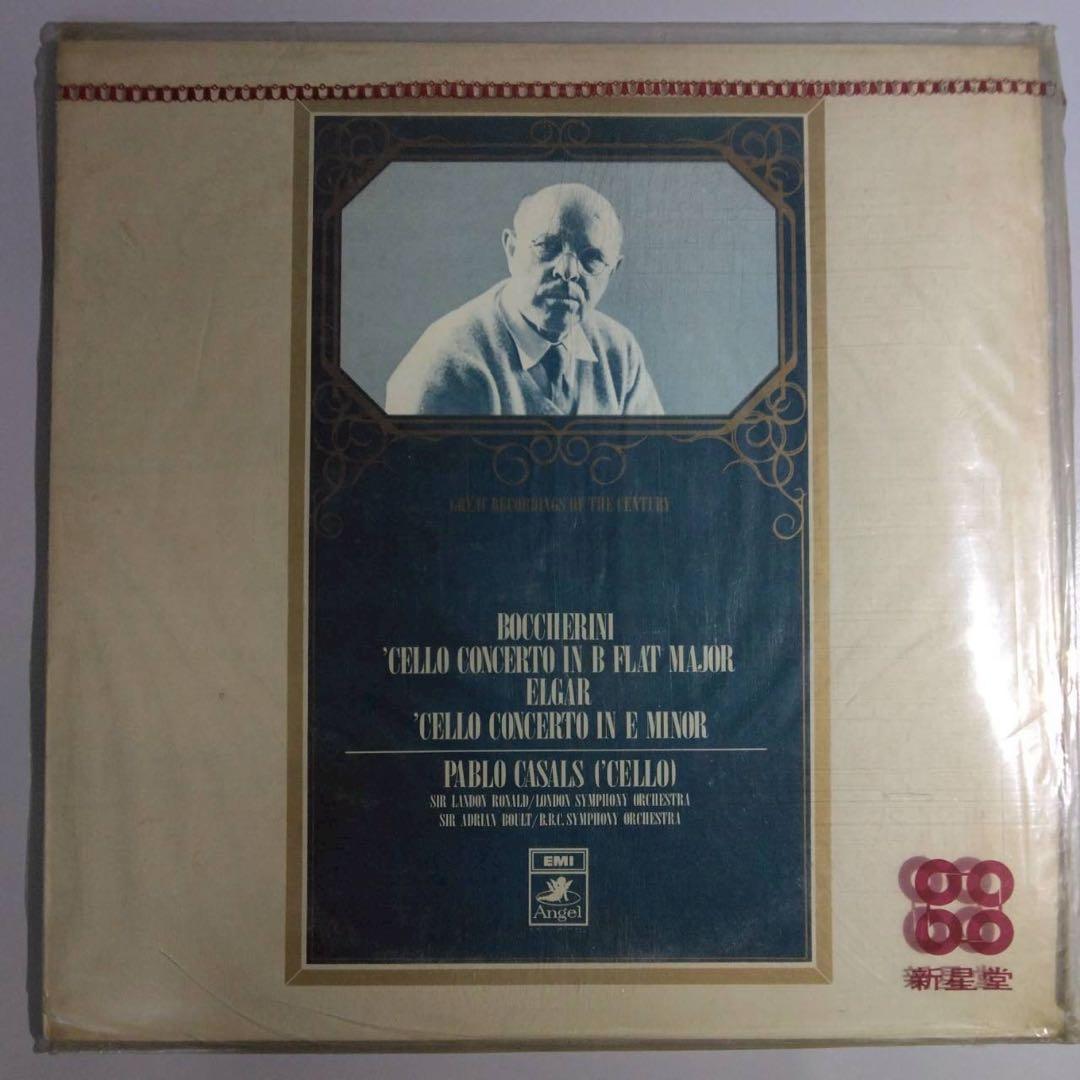 GREAT RECORDINGS OF THE CENTURY
BOCCHERINI
'CELLO CONCERTO IN B FLAT MAJOR
ELGAR
'CELLO CONCERTO IN E MINOR
PABLO CASALS ('CELLO)
SIR LANDON RONALD/LONDON SYMPHONY ORCHESTRA
SIR ADRIAN BOULT/B.B.C. SYMPHONY ORCHESTRA
EMI
Angel
新星堂